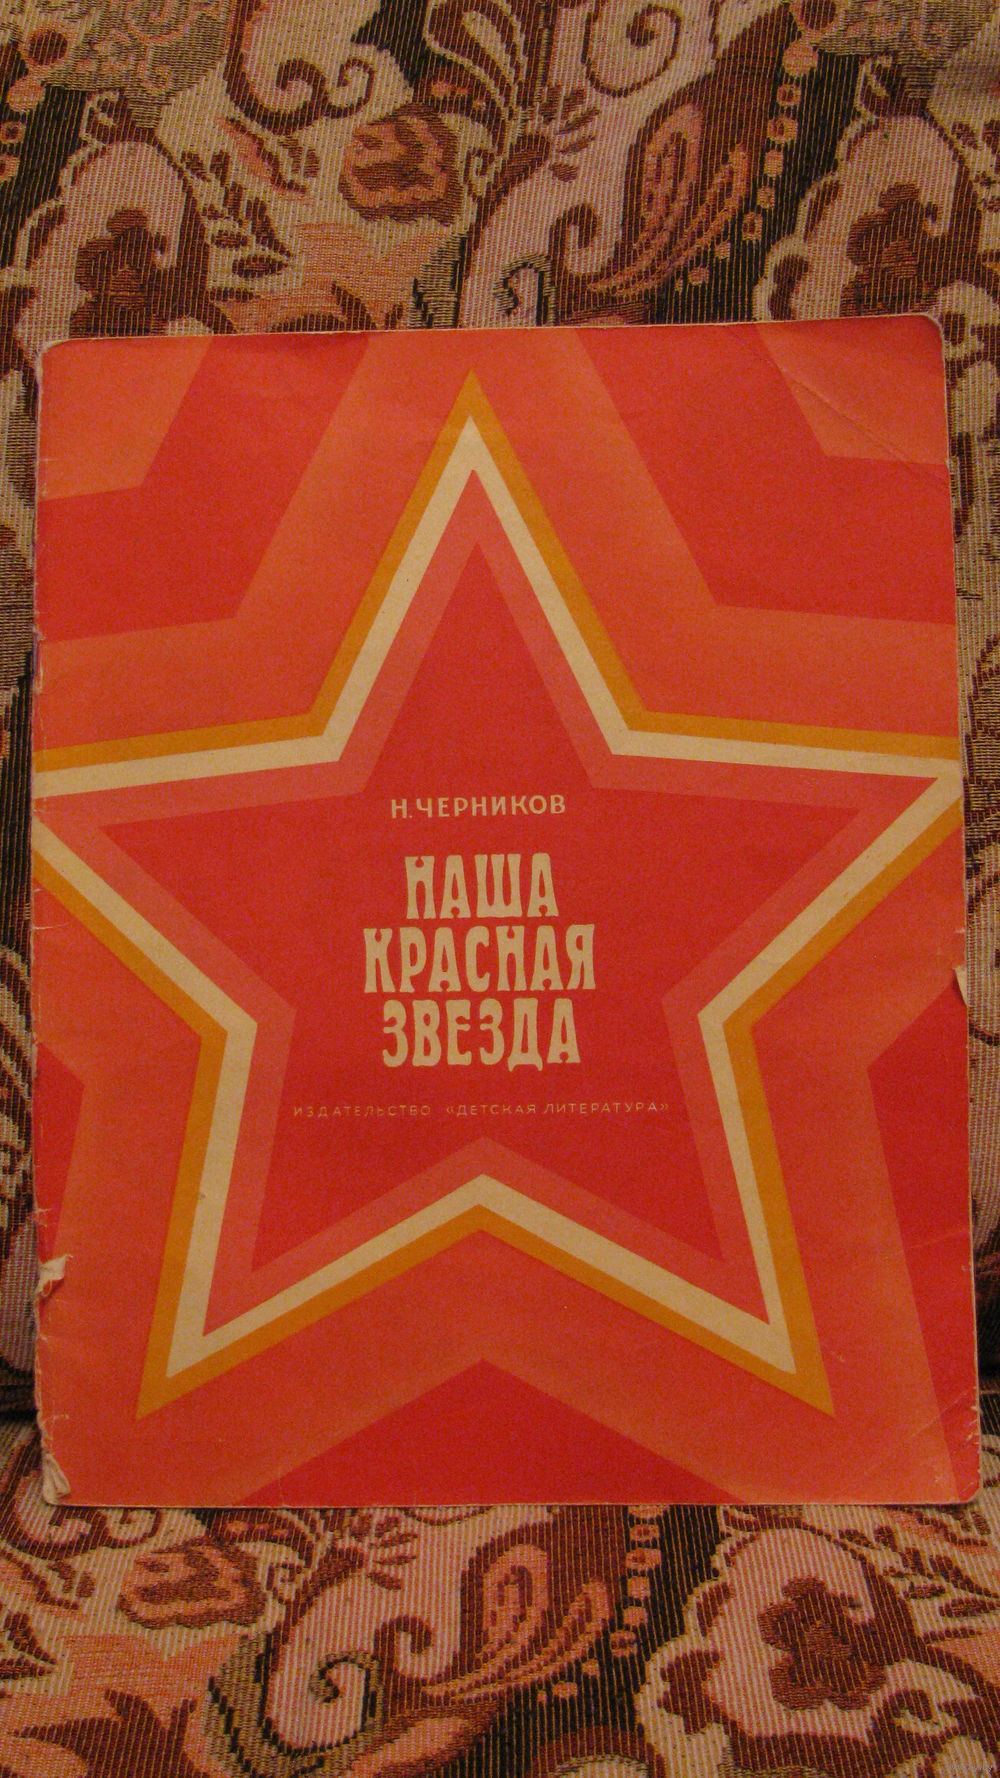 Н. ЧЕРНИКОВ
НАША
КРАСНАЯ
ЗВЕЗДА
ИЗДАТЕЛЬСТВО «ДЕТСКАЯ ЛИТЕРАТУРА»